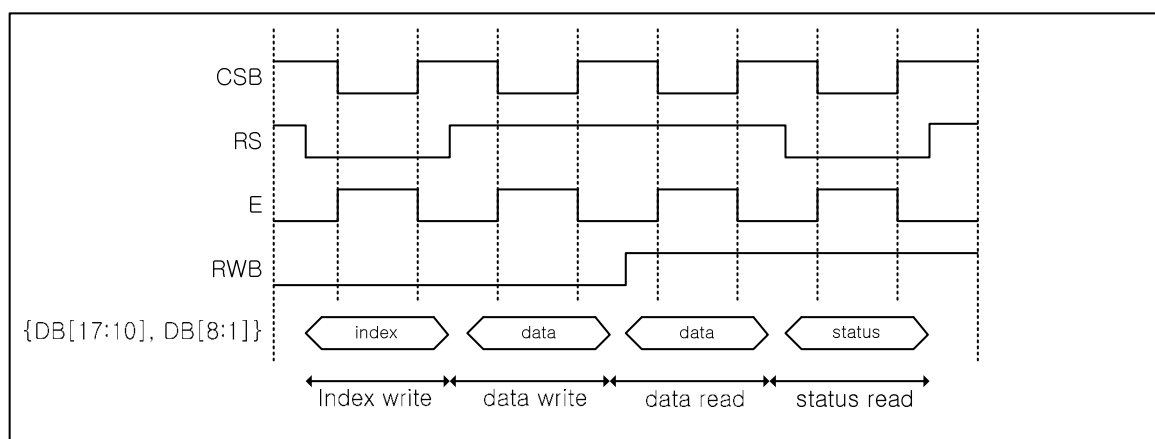 CSB
RS
E
RWB
{DB[17:10], DB[8:1]} index data data status
Index write data write data read status read